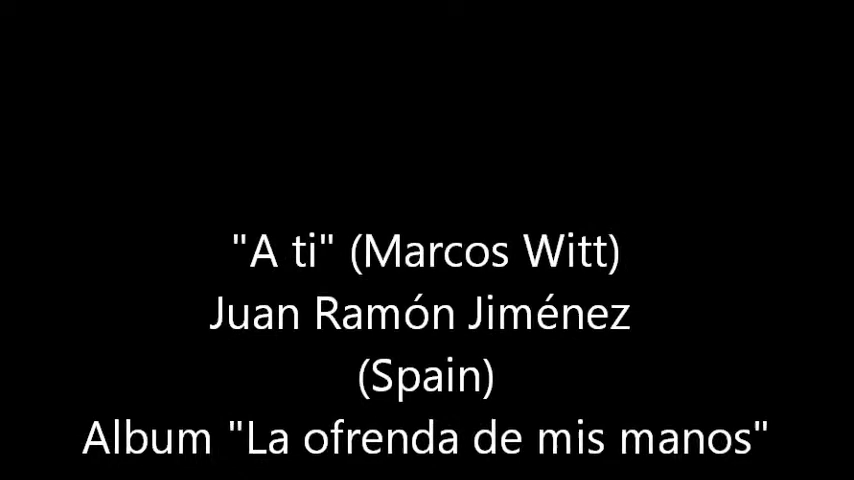 "A ti" (Marcos Witt)
Juan Ramón Jiménez
(Spain)
Album "La ofrenda de mis manos"